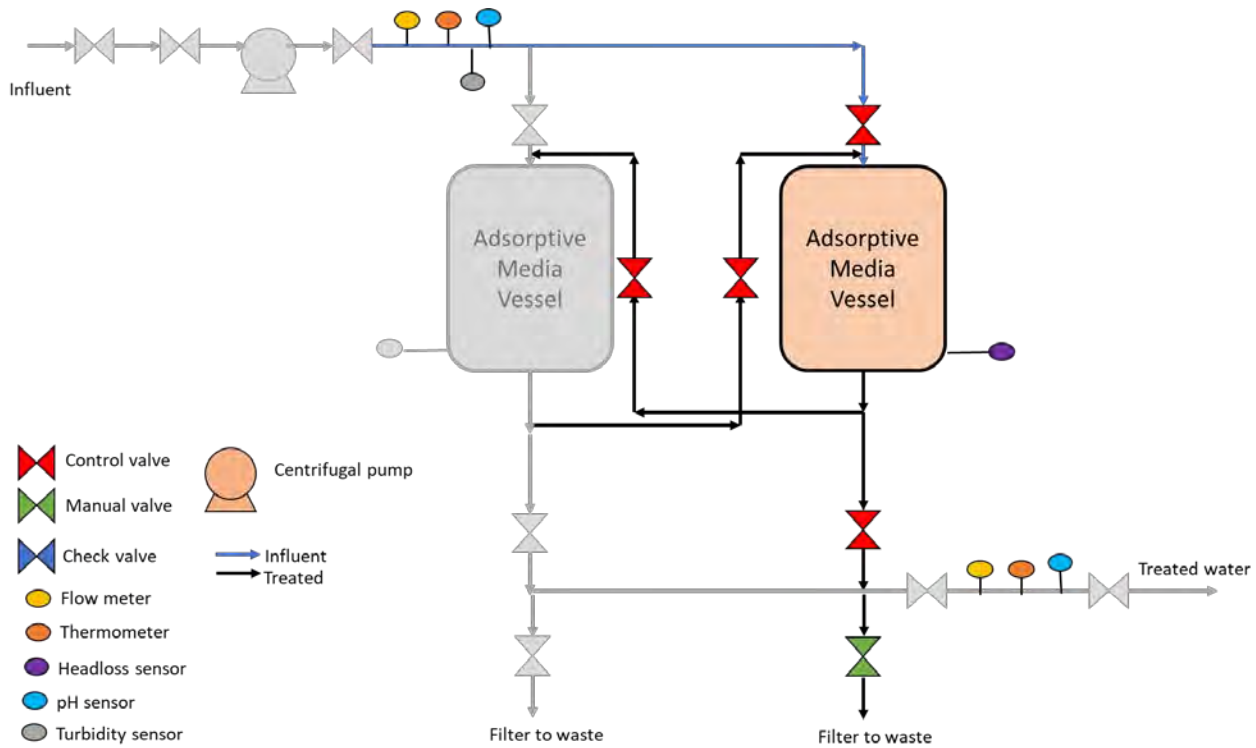 Influent
Adsorptive
Media
Vessel
Adsorptive
Media
Vessel
Control valve
Manual valve
Check valve
Flow meter
Thermometer
Headloss sensor
pH sensor
Turbidity sensor
Centrifugal pump
Influent
Treated
Treated water
Filter to waste
Filter to waste